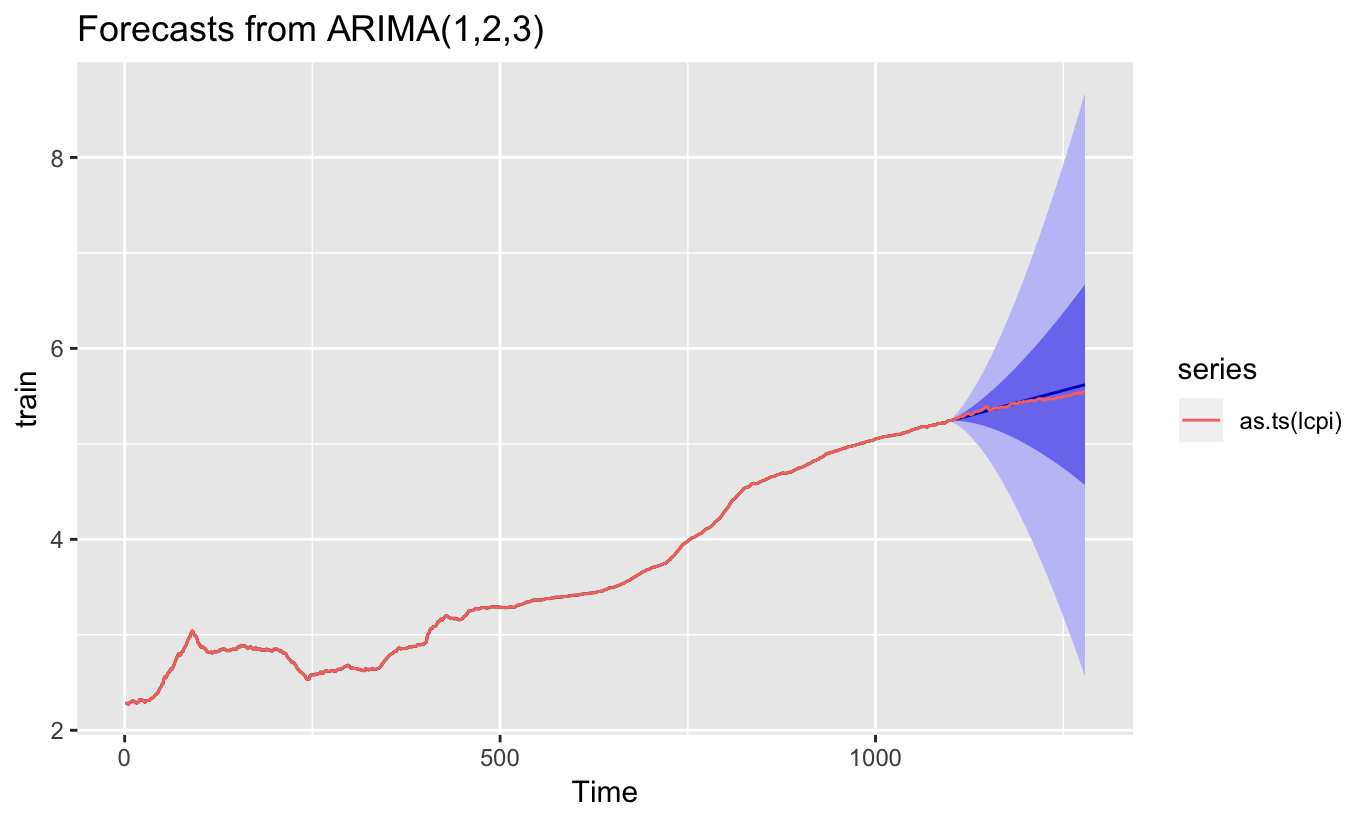 Forecasts from ARIMA(1,2,3)
8
6
4
2
train
0 500 1000
Time
series
as.ts(lcpi)